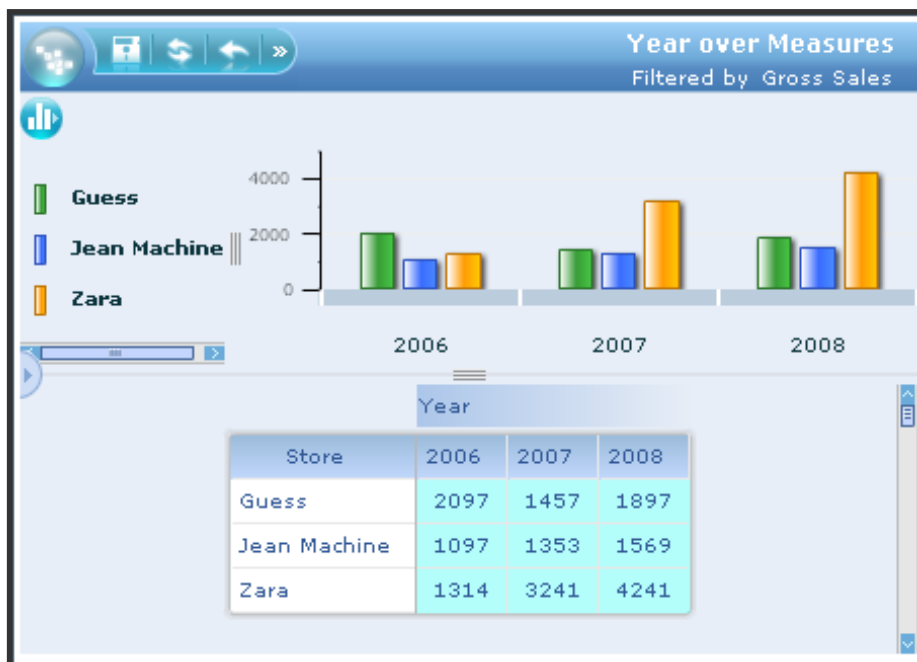 »
Year over Measures
Filtered by Gross Sales
Guess
Jean Machine
Zara
4000
2000
0
2006 2007 2008
Year
Store 2006 2007 2008
Guess 2097 1457 1897
Jean Machine 1097 1353 1569
Zara 1314 3241 4241